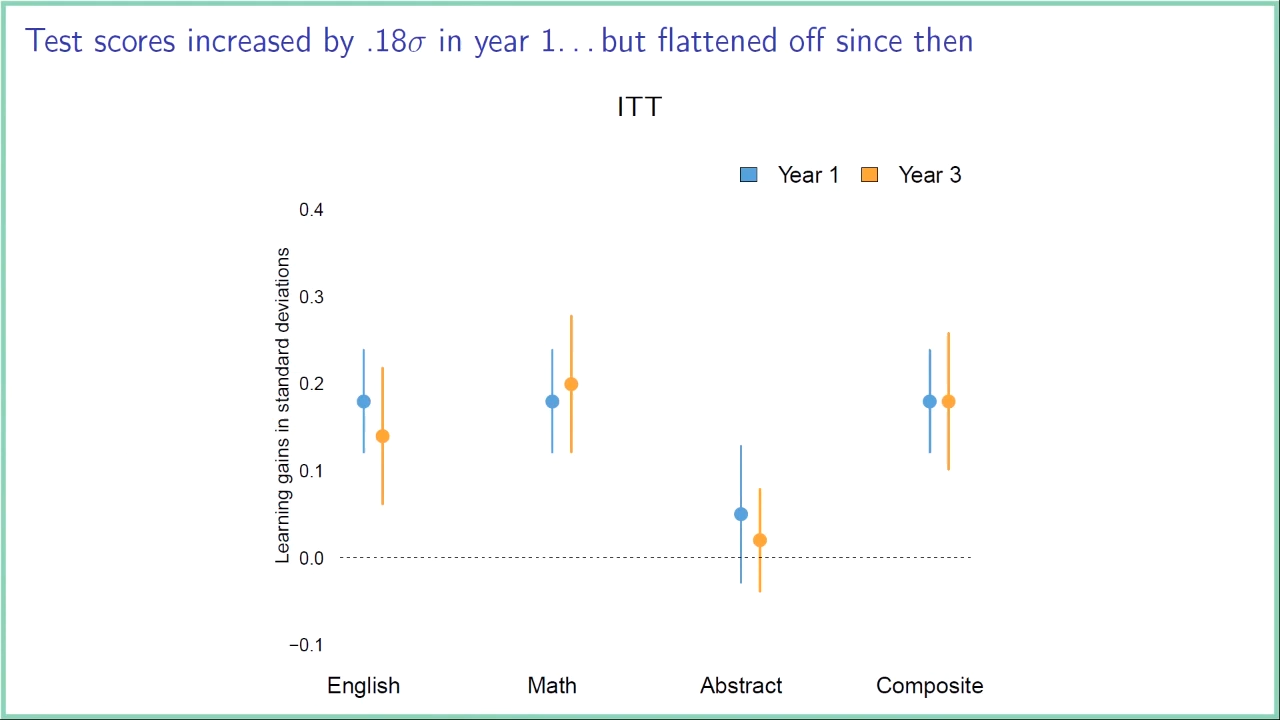 Test scores increased by .18σ in year 1...but flattened off since then
ITT
Year 1 Year 3
Learning gains in standard deviations
0.4
0.3
0.2
0.1
0.0
−0.1
English Math Abstract Composite